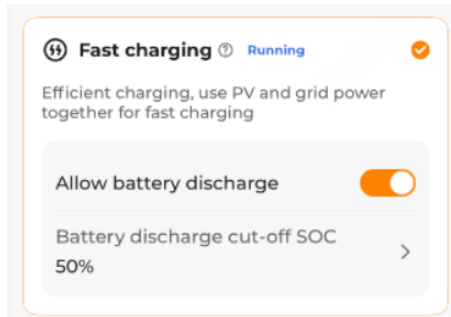 Fast charging ? Running
Efficient charging, use PV and grid power
together for fast charging
Allow battery discharge
Battery discharge cut-off SOC
50%